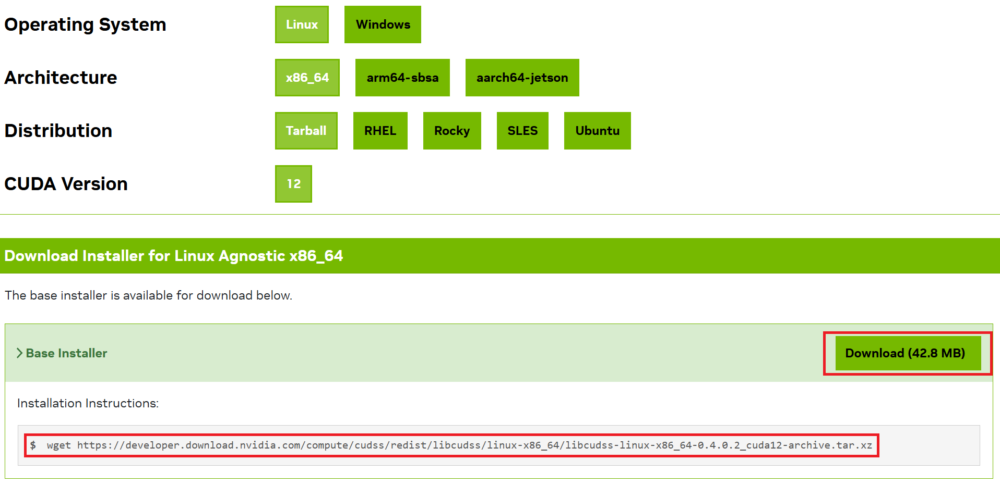 Operating System Linux Windows
Architecture x86_64 arm64-sbsa aarch64-jetson
Distribution Tarball RHEL Rocky SLES Ubuntu
CUDA Version 12
Download Installer for Linux Agnostic x86_64
The base installer is available for download below.
Base Installer Download (42.8 MB)
Installation Instructions:
$ wget https://developer.download.nvidia.com/compute/cudss/redist/libcudss/linux-x86_64/libcudss-linux-x86_64-0.4.0.2_cuda12-archive.tar.xz